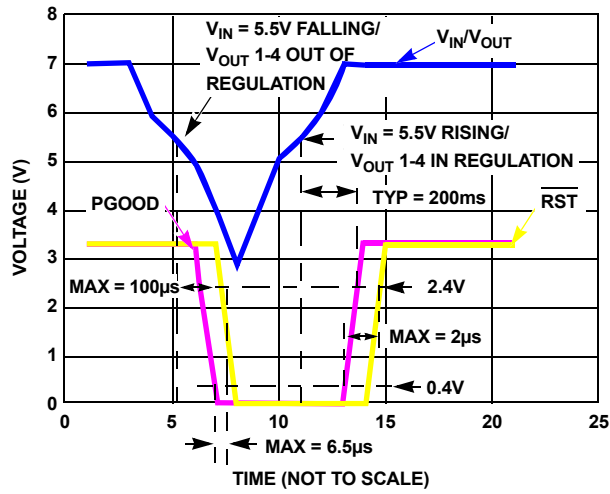 V_IN = 5.5V FALLING/
V_OUT 1-4 OUT OF
REGULATION
V_IN/V_OUT
V_IN = 5.5V RISING/
V_OUT 1-4 IN REGULATION
TYP = 200ms
PGOOD
RST
MAX = 100µs
2.4V
MAX = 2µs
0.4V
MAX = 6.5µs
VOLTAGE (V)
8
7
6
5
4
3
2
1
0
0 5 10 15 20 25
TIME (NOT TO SCALE)